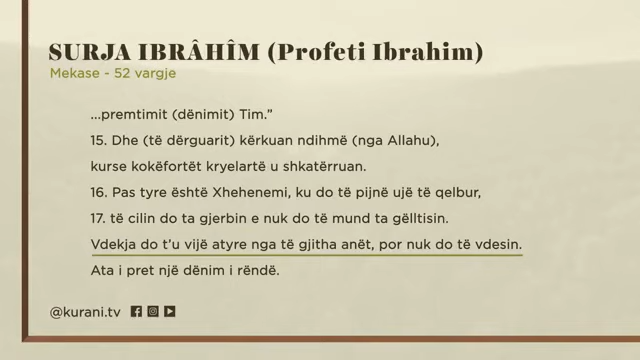 SURJA IBRÂHÎM (Profeti Ibrahim)
Mekase - 52 vargje
...premtimit (dënimit) Tim.”
15. Dhe (të dërguarit) kërkuan ndihmë (nga Allahu),
kurse kokëfortët kryelartë u shkatërruan.
16. Pas tyre është Xhehenemi, ku do të pijnë ujë të qelbur,
17. të cilin do ta gjerbin e nuk do të mund ta gëlltisin.
Vdekja do t’u vijë atyre nga të gjitha anët, por nuk do të vdesin.
Ata i pret një dënim i rëndë.
@kurani.tv